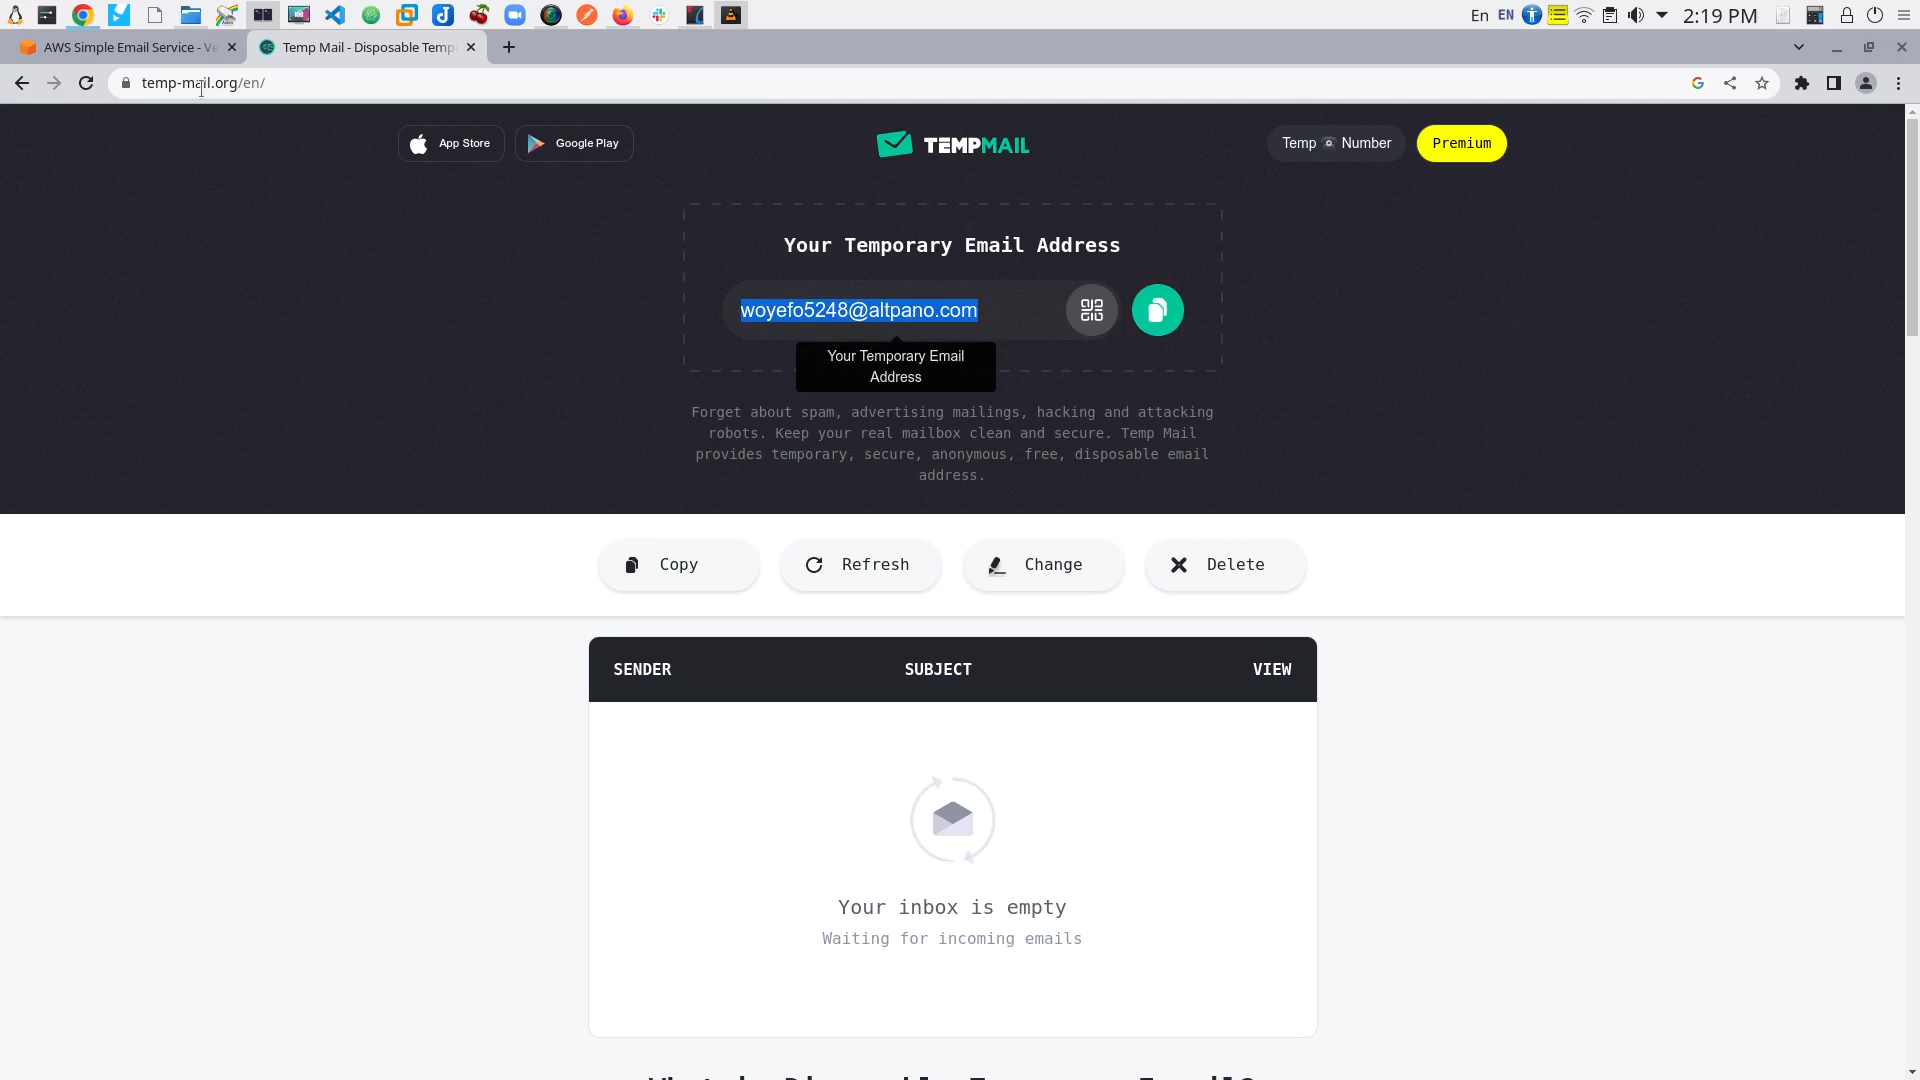 En EN 2:19 PM
AWS Simple Email Service - Ve
Temp Mail - Disposable Temp
temp-mail.org/en/
App Store
Google Play
TEMPMAIL
Temp Number
Premium
Your Temporary Email Address
woyefo5248@altpano.com
Your Temporary Email
Address
Forget about spam, advertising mailings, hacking and attacking
robots. Keep your real mailbox clean and secure. Temp Mail
provides temporary, secure, anonymous, free, disposable email
address.
Copy
Refresh
Change
Delete
SENDER
SUBJECT
VIEW
Your inbox is empty
Waiting for incoming emails